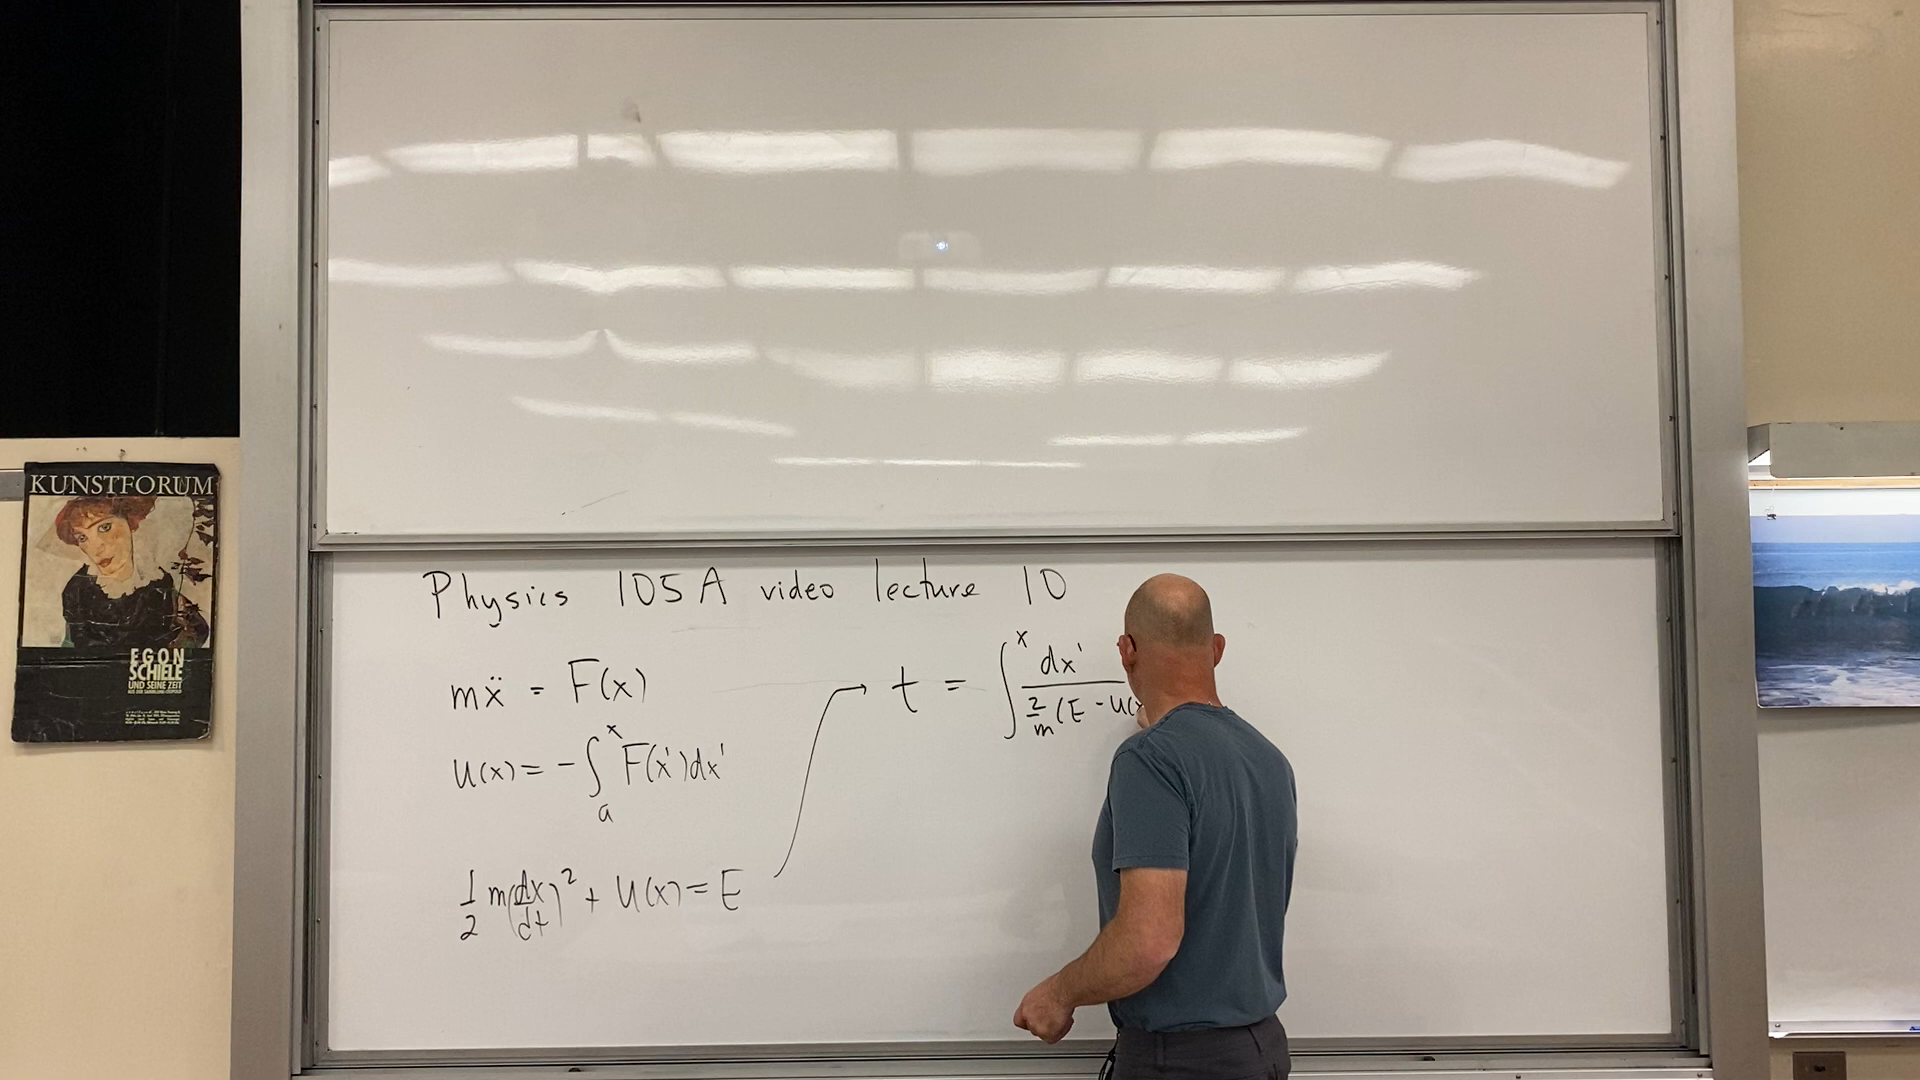 KUNSTFORUM
EGON
SCHIELE
UND SEINE ZEIT
Physics 105A video lecture 10
mẍ = F(x)
U(x) = - ∫ₐˣ F(x')dx'
1/2 m(dx/dt)² + U(x) = E
t = ∫ˣ dx' / 2/m (E - U(x